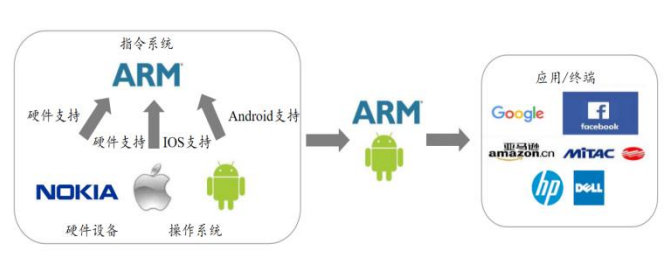 指令系统
ARM
硬件支持
硬件支持
IOS支持
Android支持
NOKIA
硬件设备
操作系统
ARM
应用/终端
Google
facebook
亚马逊
amazon.cn
MiTAC
hp
DELL